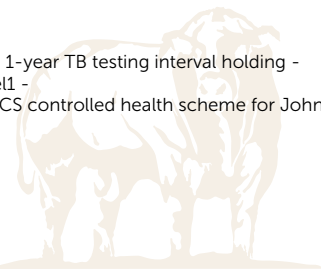 1-year TB testing interval holding -
el1 -
CS controlled health scheme for John